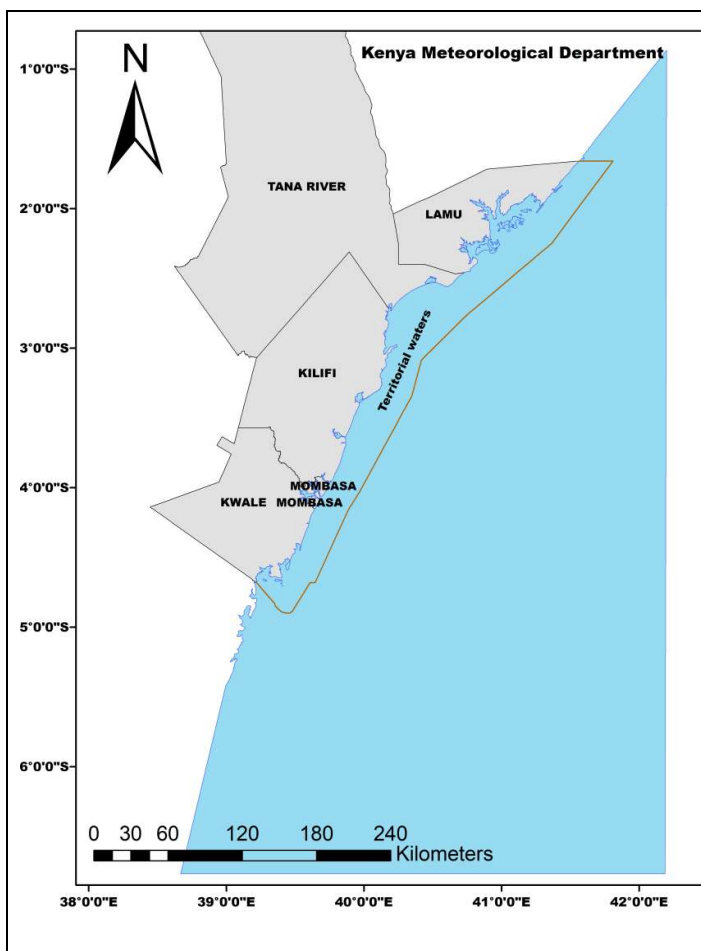 Kenya Meteorological Department
N
1°0'0"S
2°0'0"S
3°0'0"S
4°0'0"S
5°0'0"S
6°0'0"S
TANA RIVER
LAMU
KILIFI
Territorial waters
MOMBASA
KWALE MOMBASA
0 30 60 120 180 240
Kilometers
38°0'0"E 39°0'0"E 40°0'0"E 41°0'0"E 42°0'0"E